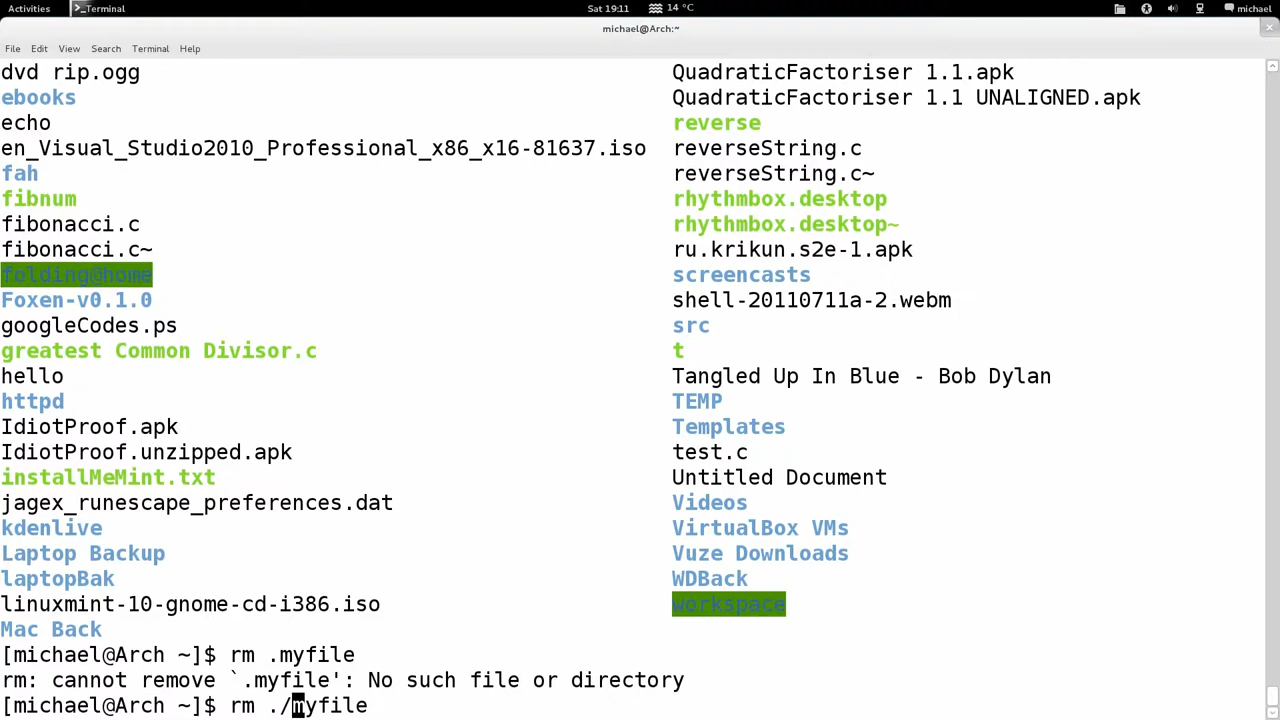 Activities
Terminal
Sat 19:11
14 °C
michael
michael@Arch:~
File Edit View Search Terminal Help
dvd rip.ogg
ebooks
echo
en_Visual_Studio2010_Professional_x86_x16-81637.iso
fah
fibnum
fibonacci.c
fibonacci.c~
folding@home
Foxen-v0.1.0
googleCodes.ps
greatest Common Divisor.c
hello
httpd
IdiotProof.apk
IdiotProof.unzipped.apk
installMeMint.txt
jagex_runescape_preferences.dat
kdenlive
Laptop Backup
laptopBak
linuxmint-10-gnome-cd-i386.iso
Mac Back
QuadraticFactoriser 1.1.apk
QuadraticFactoriser 1.1 UNALIGNED.apk
reverse
reverseString.c
reverseString.c~
rhythmbox.desktop
rhythmbox.desktop~
ru.krikun.s2e-1.apk
screencasts
shell-20110711a-2.webm
src
t
Tangled Up In Blue - Bob Dylan
TEMP
Templates
test.c
Untitled Document
Videos
VirtualBox VMs
Vuze Downloads
WDBack
workspace
[michael@Arch ~]$ rm .myfile
rm: cannot remove `.myfile': No such file or directory
[michael@Arch ~]$ rm ./myfile